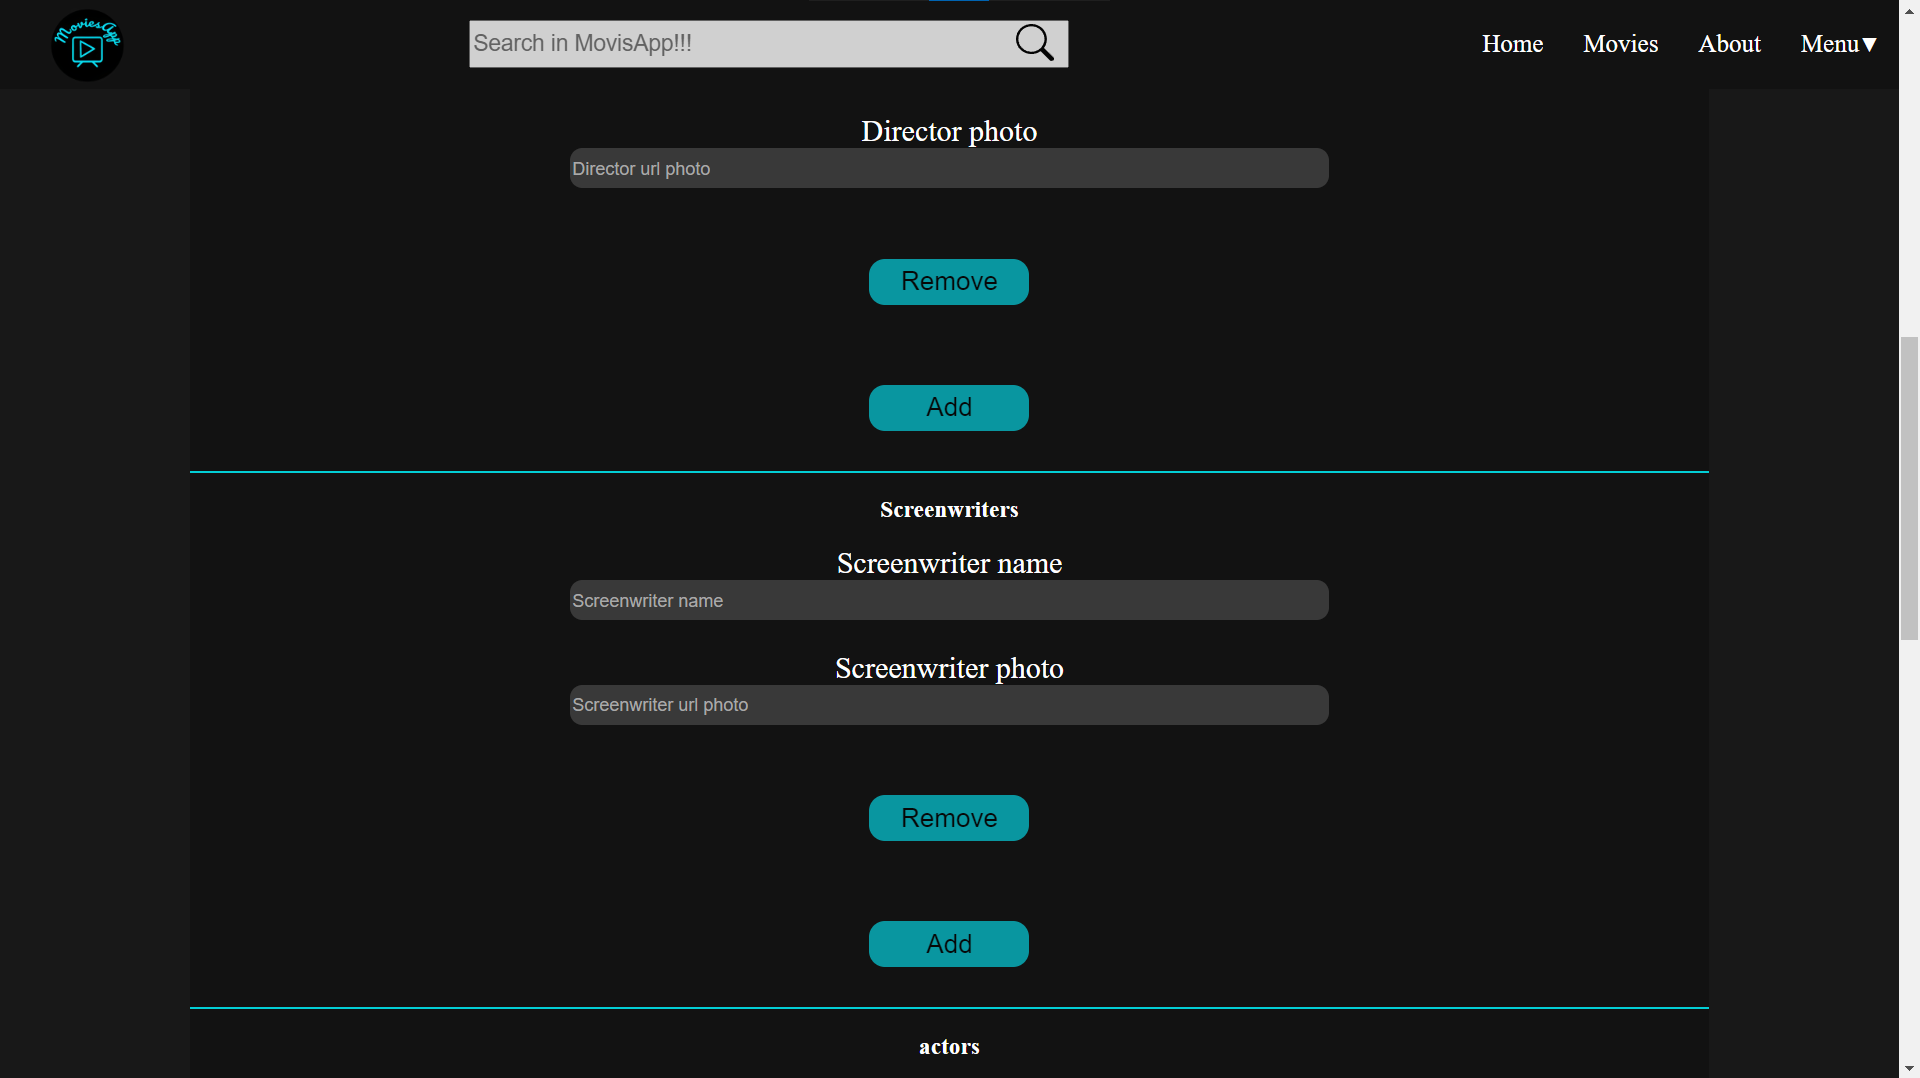 MoviesApp
Search in MovisApp!!!
Home
Movies
About
Menu▼
Director photo
Director url photo
Remove
Add
Screenwriters
Screenwriter name
Screenwriter name
Screenwriter photo
Screenwriter url photo
Remove
Add
actors